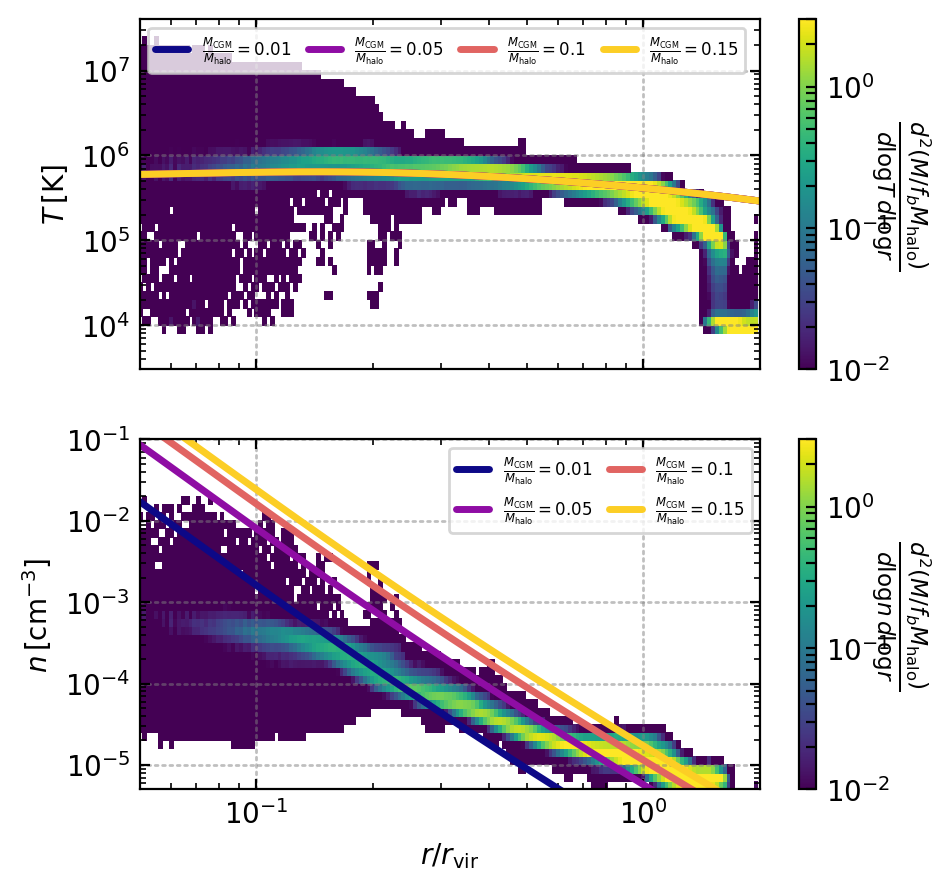 M_CGM/M_halo = 0.01 M_CGM/M_halo = 0.05 M_CGM/M_halo = 0.1 M_CGM/M_halo = 0.15
10^7
10^6
10^5
10^4
T [K]
10^0
10^-1
10^-2
d^2(M/f_b M_halo)
dlogT dlogr
M_CGM/M_halo = 0.01 M_CGM/M_halo = 0.1
M_CGM/M_halo = 0.05 M_CGM/M_halo = 0.15
10^-1
10^-2
10^-3
10^-4
10^-5
n [cm^-3]
10^-1 10^0
r/r_vir
10^0
10^-1
10^-2
d^2(M/f_b M_halo)
dlogn dlogr